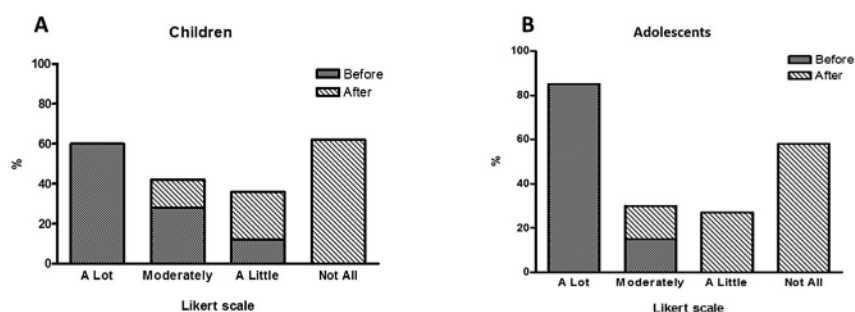 A
Children
100
80
60
40
20
0
%
Before
After
A Lot
Moderately
A Little
Not All
Likert scale
B
Adolescents
100
80
60
40
20
0
%
Before
After
A Lot
Moderately
A Little
Not All
Likert scale